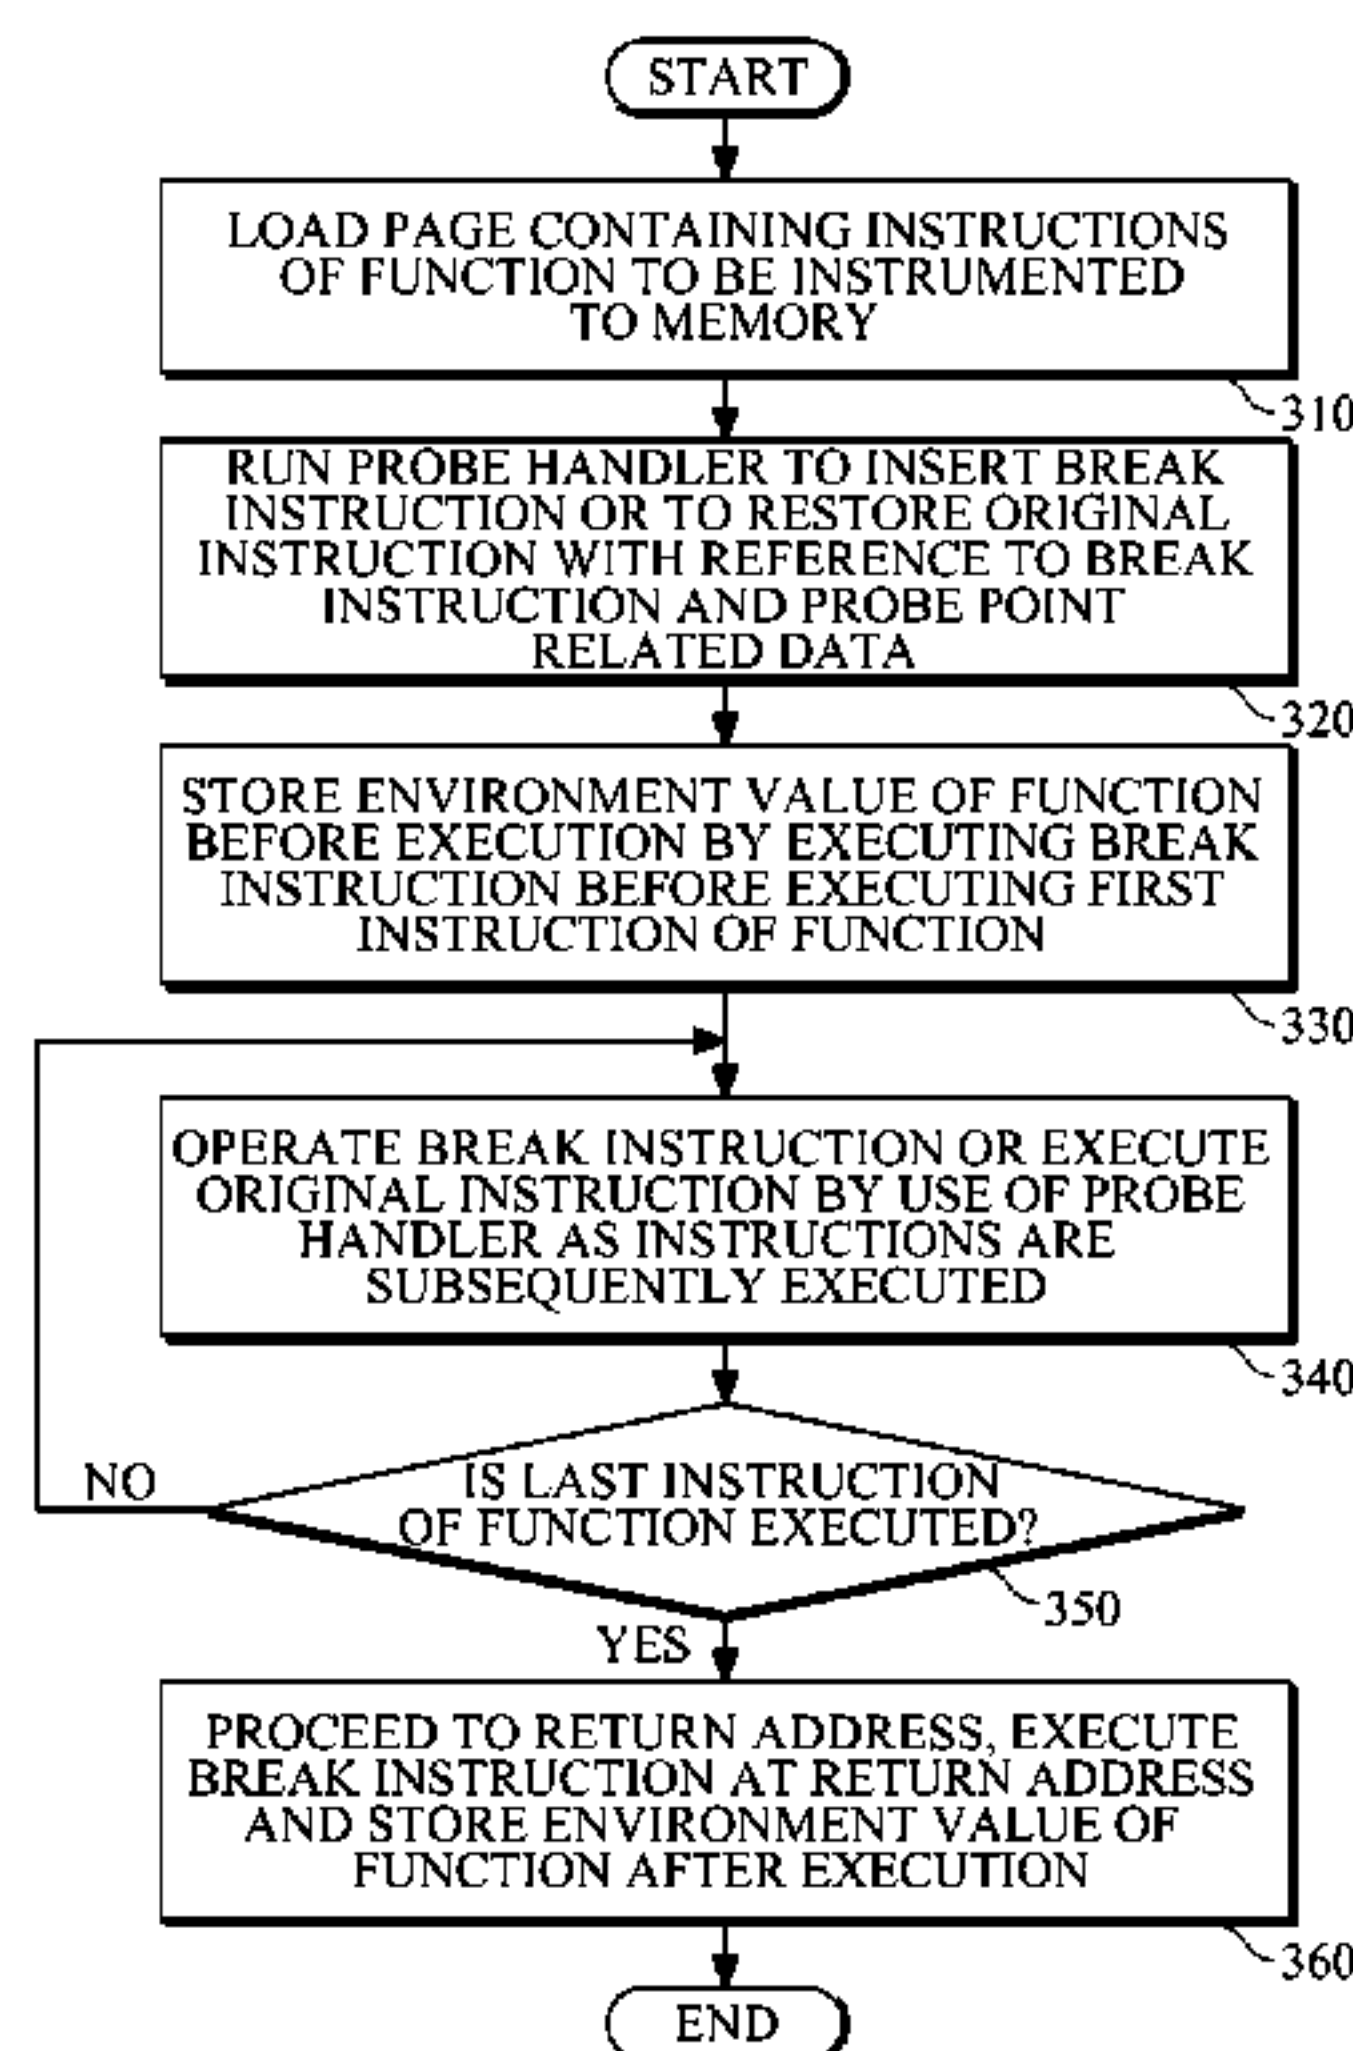 START
LOAD PAGE CONTAINING INSTRUCTIONS
OF FUNCTION TO BE INSTRUMENTED
TO MEMORY
310
RUN PROBE HANDLER TO INSERT BREAK
INSTRUCTION OR TO RESTORE ORIGINAL
INSTRUCTION WITH REFERENCE TO BREAK
INSTRUCTION AND PROBE POINT
RELATED DATA
320
STORE ENVIRONMENT VALUE OF FUNCTION
BEFORE EXECUTION BY EXECUTING BREAK
INSTRUCTION BEFORE EXECUTING FIRST
INSTRUCTION OF FUNCTION
330
OPERATE BREAK INSTRUCTION OR EXECUTE
ORIGINAL INSTRUCTION BY USE OF PROBE
HANDLER AS INSTRUCTIONS ARE
SUBSEQUENTLY EXECUTED
340
NO
IS LAST INSTRUCTION
OF FUNCTION EXECUTED?
350
YES
PROCEED TO RETURN ADDRESS, EXECUTE
BREAK INSTRUCTION AT RETURN ADDRESS
AND STORE ENVIRONMENT VALUE OF
FUNCTION AFTER EXECUTION
360
END